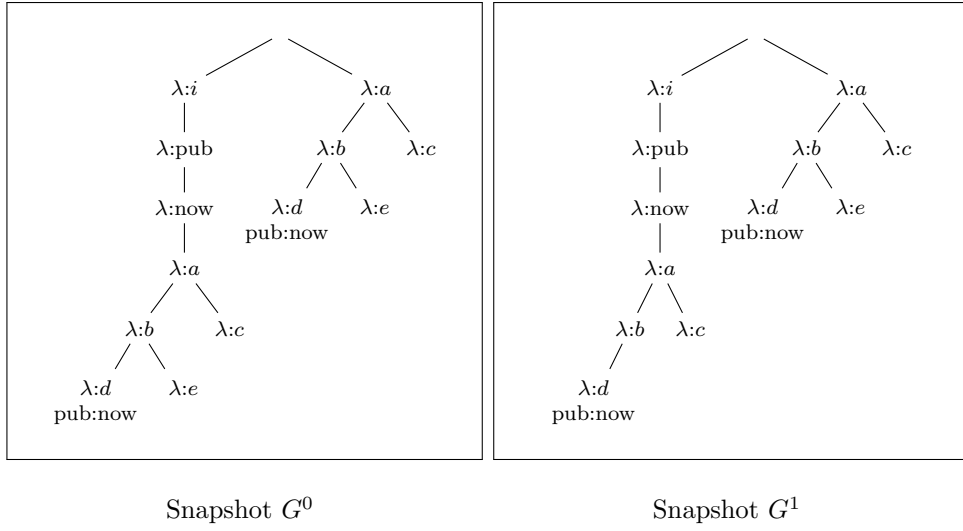 λ:i λ:a
λ:pub λ:b λ:c
λ:now λ:d λ:e
pub:now
λ:a
λ:b λ:c
λ:d λ:e
pub:now
Snapshot G⁰
λ:i λ:a
λ:pub λ:b λ:c
λ:now λ:d λ:e
pub:now
λ:a
λ:b λ:c
λ:d
pub:now
Snapshot G¹